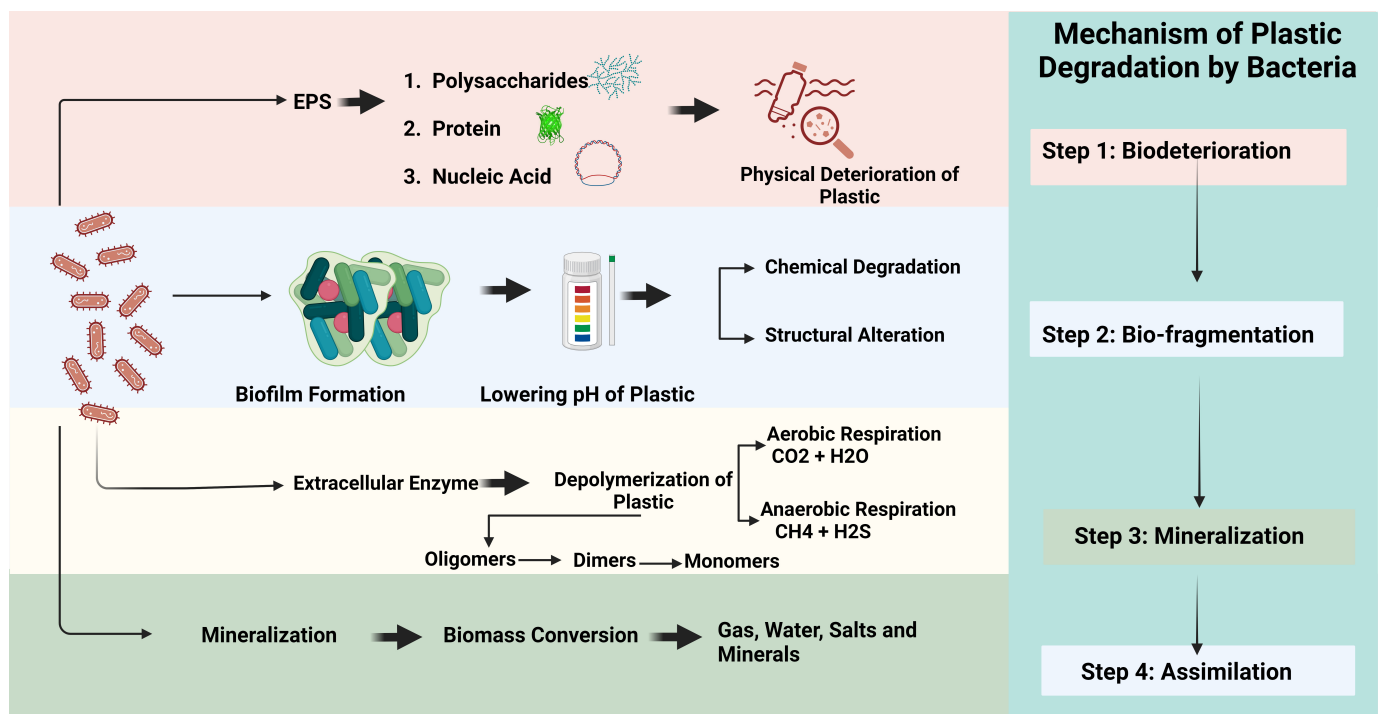 Mechanism of Plastic
Degradation by Bacteria
EPS
1. Polysaccharides
2. Protein
3. Nucleic Acid
Physical Deterioration of
Plastic
Step 1: Biodeterioration
Biofilm Formation
Lowering pH of Plastic
Chemical Degradation
Structural Alteration
Step 2: Bio-fragmentation
Extracellular Enzyme
Depolymerization of
Plastic
Aerobic Respiration
CO2 + H2O
Anaerobic Respiration
CH4 + H2S
Oligomers
Dimers
Monomers
Step 3: Mineralization
Mineralization
Biomass Conversion
Gas, Water, Salts and
Minerals
Step 4: Assimilation